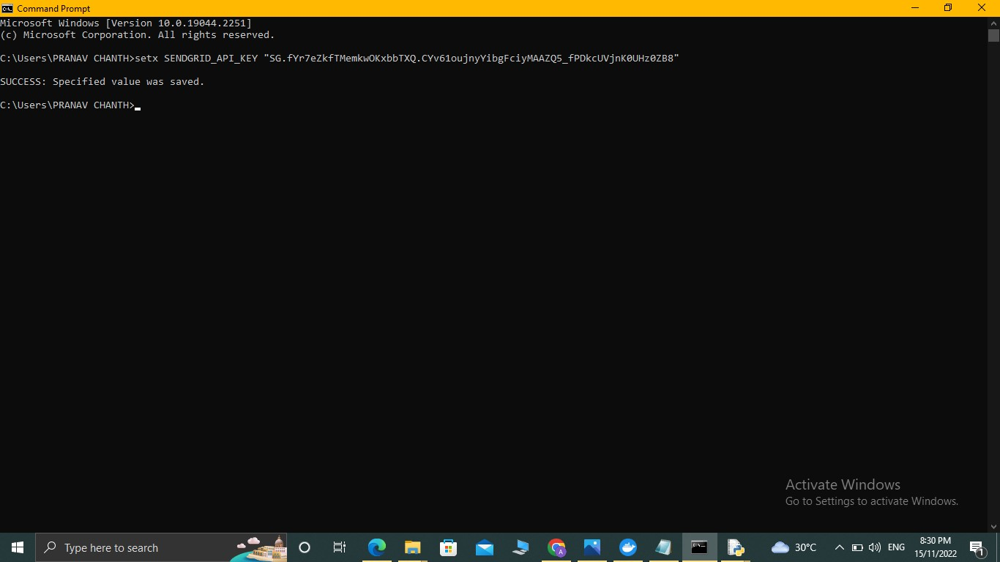 Command Prompt
Microsoft Windows [Version 10.0.19044.2251]
(c) Microsoft Corporation. All rights reserved.
C:\Users\PRANAV CHANTH>setx SENDGRID_API_KEY "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"
SUCCESS: Specified value was saved.
C:\Users\PRANAV CHANTH>
Activate Windows
Go to Settings to activate Windows.
Type here to search
30°C
ENG
8:30 PM
15/11/2022
1